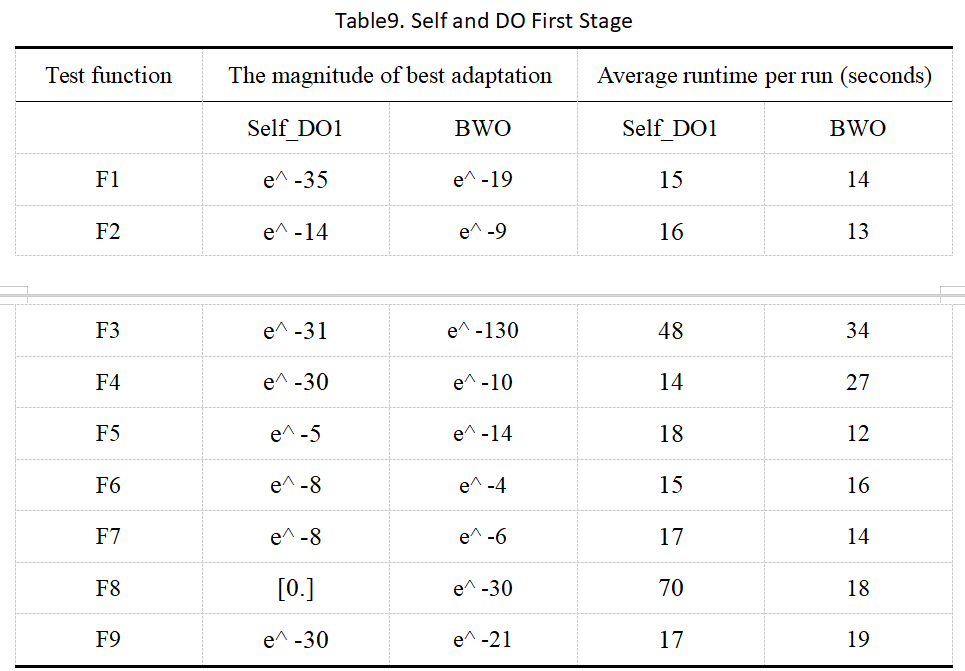 Table9. Self and DO First Stage
Test function The magnitude of best adaptation Average runtime per run (seconds)
Self_DO1 BWO Self_DO1 BWO
F1 e^ -35 e^ -19 15 14
F2 e^ -14 e^ -9 16 13
F3 e^ -31 e^ -130 48 34
F4 e^ -30 e^ -10 14 27
F5 e^ -5 e^ -14 18 12
F6 e^ -8 e^ -4 15 16
F7 e^ -8 e^ -6 17 14
F8 [0.] e^ -30 70 18
F9 e^ -30 e^ -21 17 19